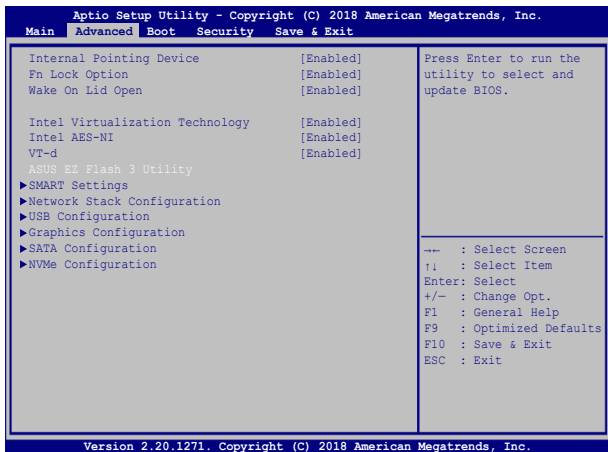 Aptio Setup Utility - Copyright (C) 2018 American Megatrends, Inc.
Main Advanced Boot Security Save & Exit
Internal Pointing Device [Enabled]
Fn Lock Option [Enabled]
Wake On Lid Open [Enabled]
Intel Virtualization Technology [Enabled]
Intel AES-NI [Enabled]
VT-d [Enabled]
ASUS EZ Flash 3 Utility
▶SMART Settings
▶Network Stack Configuration
▶USB Configuration
▶Graphics Configuration
▶SATA Configuration
▶NVMe Configuration
Press Enter to run the
utility to select and
update BIOS.
→← : Select Screen
↑↓ : Select Item
Enter: Select
+/— : Change Opt.
F1 : General Help
F9 : Optimized Defaults
F10 : Save & Exit
ESC : Exit
Version 2.20.1271. Copyright (C) 2018 American Megatrends, Inc.